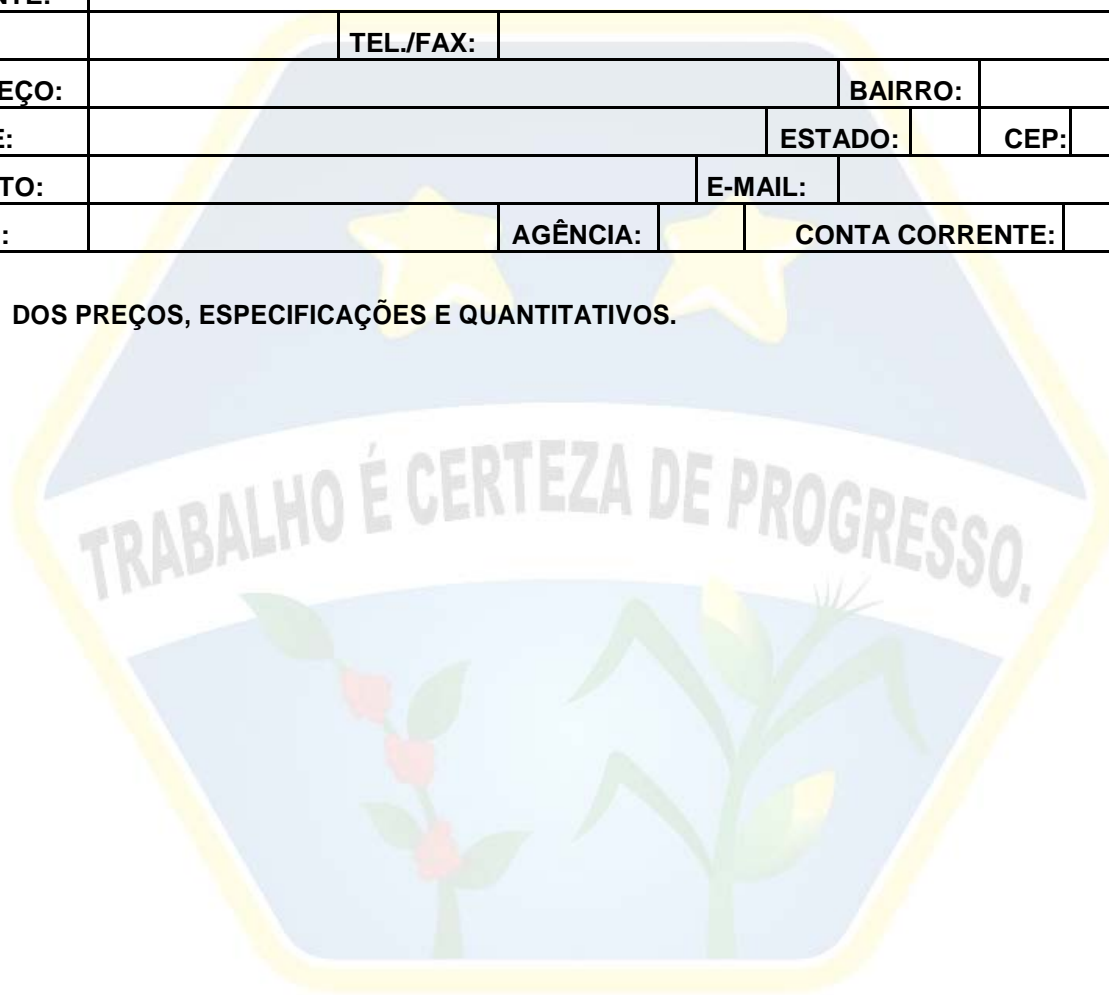 NTE:
TEL./FAX:
EÇO: BAIRRO:
E: ESTADO: CEP:
TO: E-MAIL:
: AGÊNCIA: CONTA CORRENTE:
DOS PREÇOS, ESPECIFICAÇÕES E QUANTITATIVOS.
TRABALHO É CERTEZA DE PROGRESSO.